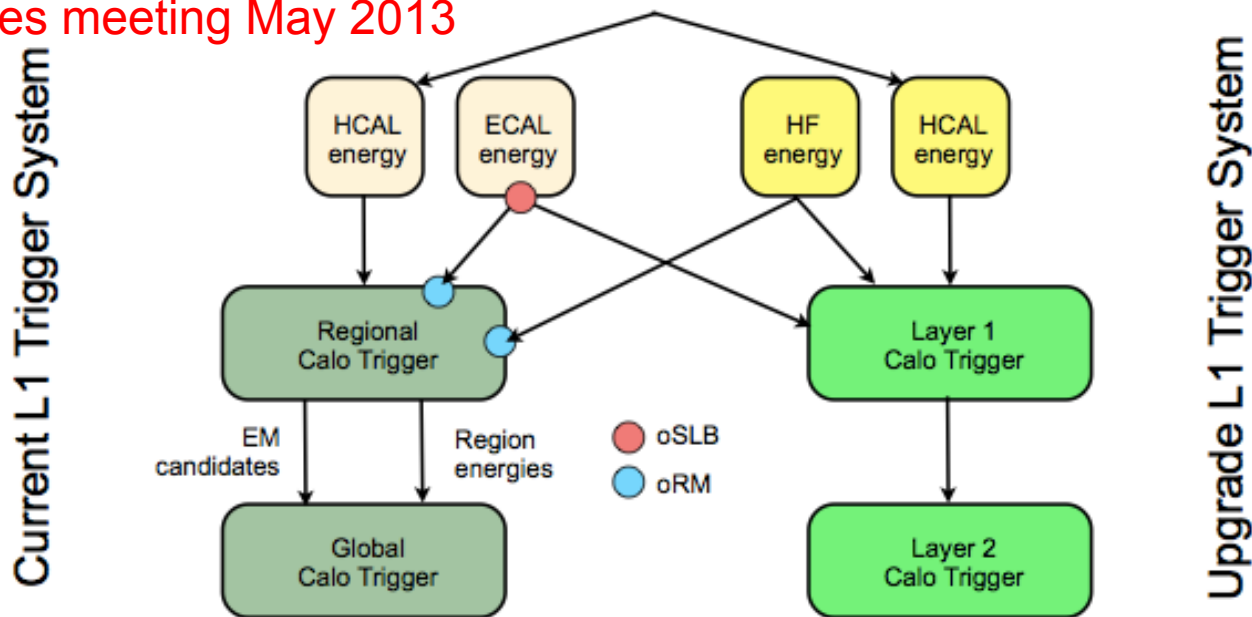 es meeting May 2013
Current L1 Trigger System
HCAL
energy
ECAL
energy
HF
energy
HCAL
energy
Upgrade L1 Trigger System
Regional
Calo Trigger
Layer 1
Calo Trigger
EM
candidates
Region
energies
oSLB
oRM
Global
Calo Trigger
Layer 2
Calo Trigger